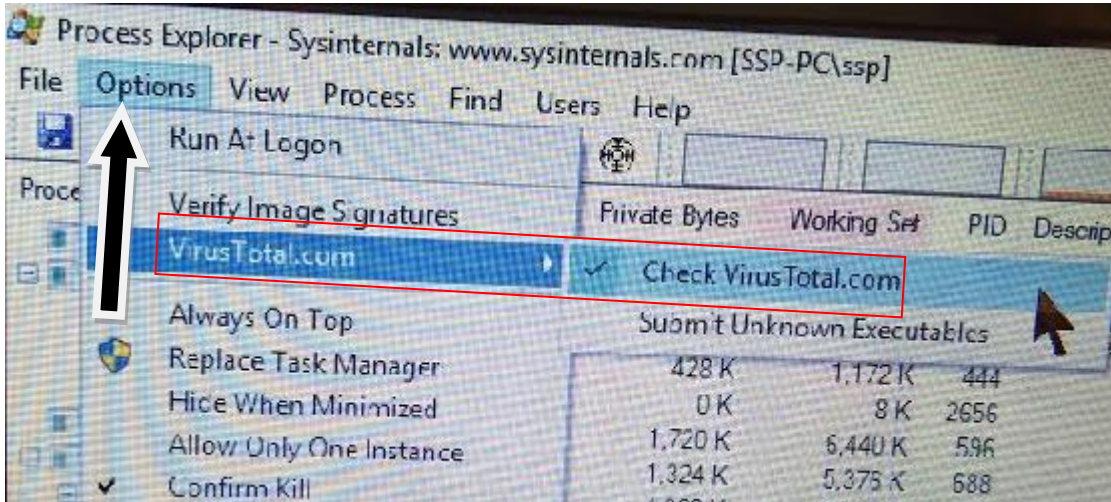 Process Explorer - Sysinternals: www.sysinternals.com [SSP-PC\ssp]
File Options View Process Find Users Help
Run At Logon
Proce
Verify Image Signatures
Private Bytes Working Set PID Descrip
VirusTotal.com
Check VirusTotal.com
Submit Unknown Executables
Always On Top
Replace Task Manager
428 K 1,172 K 444
Hide When Minimized
0 K 8 K 2656
Allow Only One Instance
1,720 K 6,440 K 596
Confirm Kill
1,324 K 5,376 K 688